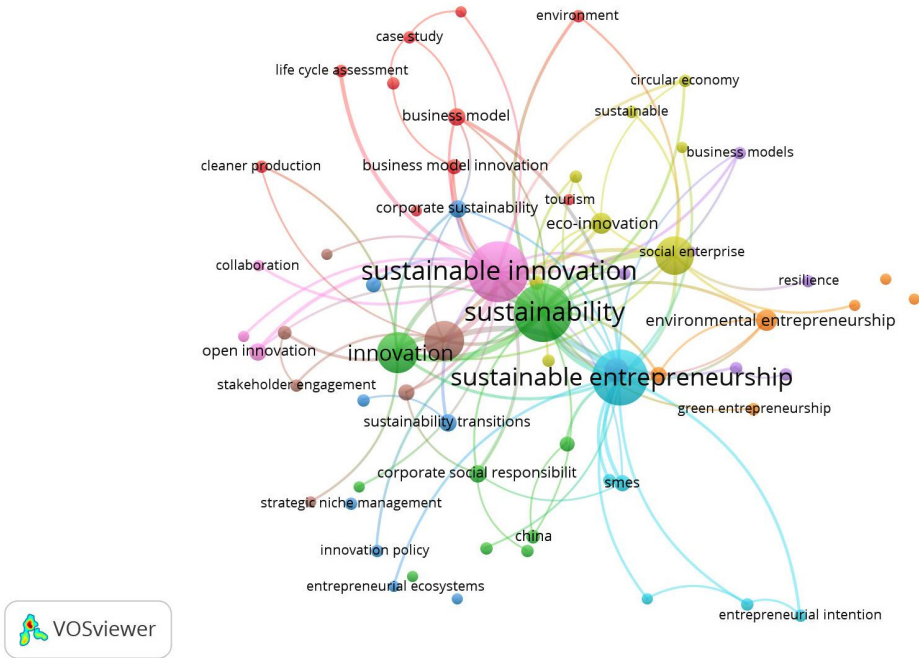 environment
case study
life cycle assessment
circular economy
sustainable
business model
business models
cleaner production
business model innovation
tourism
corporate sustainability
eco-innovation
social enterprise
collaboration
sustainable innovation
resilience
sustainability
environmental entrepreneurship
open innovation
innovation
stakeholder engagement
sustainable entrepreneurship
green entrepreneurship
sustainability transitions
corporate social responsibilit
smes
strategic niche management
china
innovation policy
entrepreneurial ecosystems
entrepreneurial intention
VOSviewer